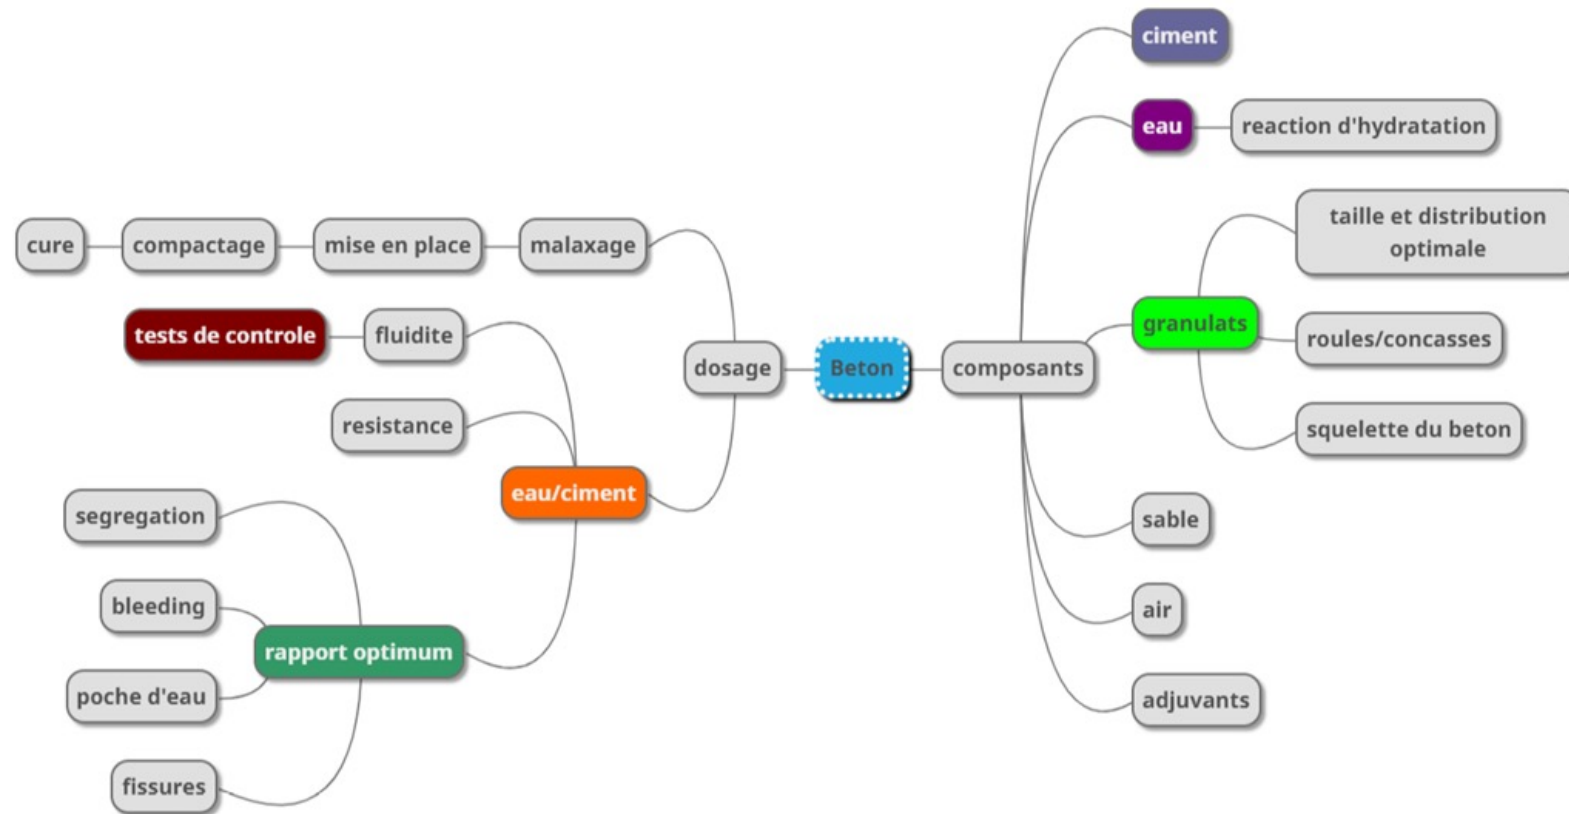 ciment
eau
reaction d'hydratation
taille et distribution
optimale
cure
compactage
mise en place
malaxage
granulats
tests de controle
fluidite
roules/concasses
dosage
Beton
composants
resistance
squelette du beton
eau/ciment
segregation
sable
bleeding
air
rapport optimum
poche d'eau
adjuvants
fissures